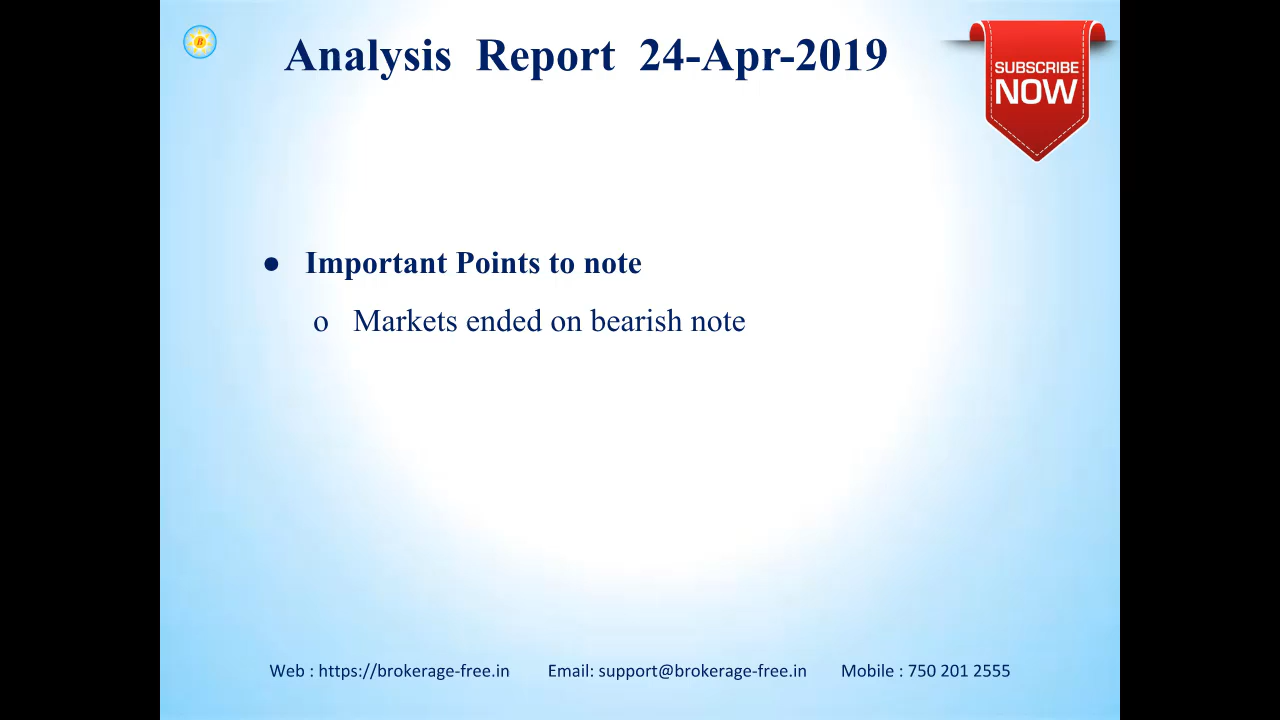 Analysis Report 24-Apr-2019
SUBSCRIBE
NOW
● Important Points to note
o Markets ended on bearish note
Web : https://brokerage-free.in Email: support@brokerage-free.in Mobile : 750 201 2555